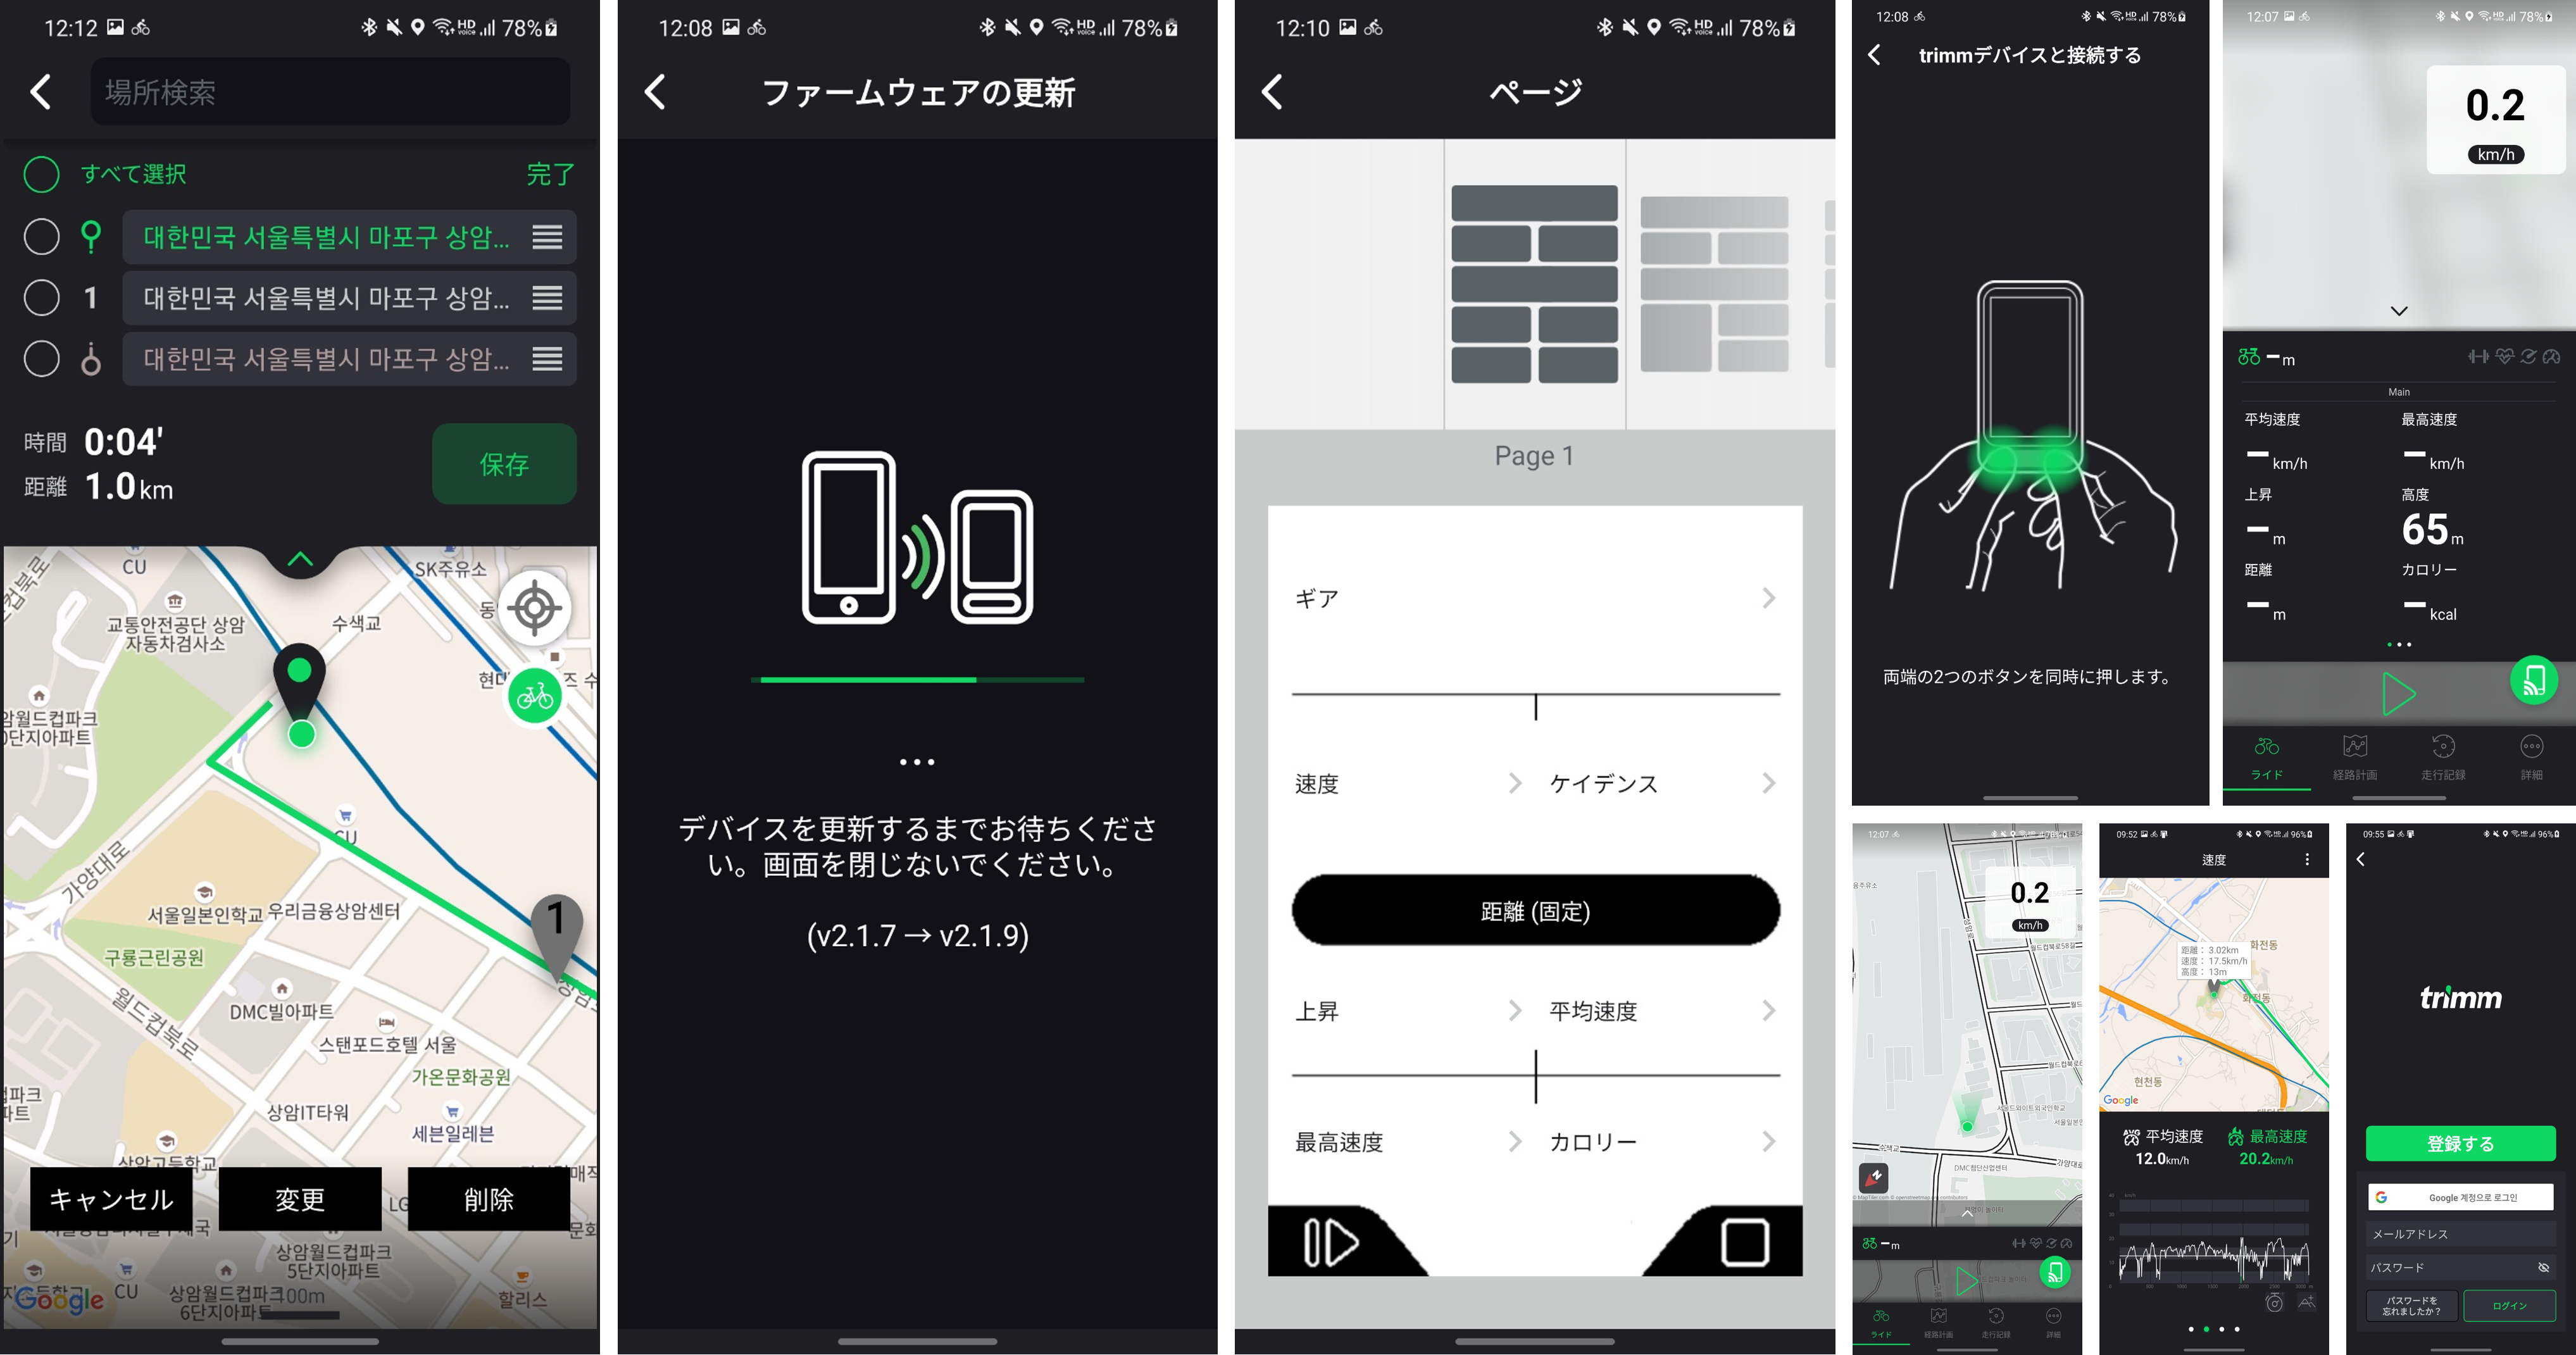 12:12
78%
場所検索
すべて選択
完了
대한민국 서울특별시 마포구 상암...
1
대한민국 서울특별시 마포구 상암...
대한민국 서울특별시 마포구 상암...
時間 0:04'
距離 1.0 km
保存
CU
SK주유소
교통안전공단 상암
자동차검사소
수색교
암월드컵파크
단지아파트
CU
가양대로
서울일본인학교
우리금융상암센터
1
구룡근린공원
DMC빌아파트
월드컵북로
스탠포드호텔 서울
가온문화공원
상암IT타워
세븐일레븐
상암고등학교
キャンセル
変更
削除
상암월드컵파크
5단지아파트
CU
상암월드컵파크
6단지아파트
할리스
Google
12:08
HD voice
78%
ファームウェアの更新
...
デバイスを更新するまでお待ちくださ
い。画面を閉じないでください。
(v2.1.7 → v2.1.9)
12:10
HD voice
78%
ページ
Page 1
ギア
速度
ケイデンス
距離 (固定)
上昇
平均速度
最高速度
カロリー
12:08
78%
trimmデバイスと接続する
両端の2つのボタンを同時に押します。
12:07
78%
0.2
km/h
– m
Main
平均速度
最高速度
– km/h
– km/h
上昇
高度
– m
65 m
距離
カロリー
– m
– kcal
ライド
経路計画
走行記録
詳細
12:07
78%
0.2
km/h
수색교
DMC첨단산업센터
가양대로
– m
ライド
経路計画
走行記録
詳細
09:52
96%
速度
距離： 3.02km
速度： 17.5km/h
高度： 13m
화전동
화전동
현천동
Google
平均速度
最高速度
12.0km/h
20.2km/h
09:55
96%
trimm
登録する
Google 계정으로 로그인
メールアドレス
パスワード
パスワードを
忘れましたか？
ログイン